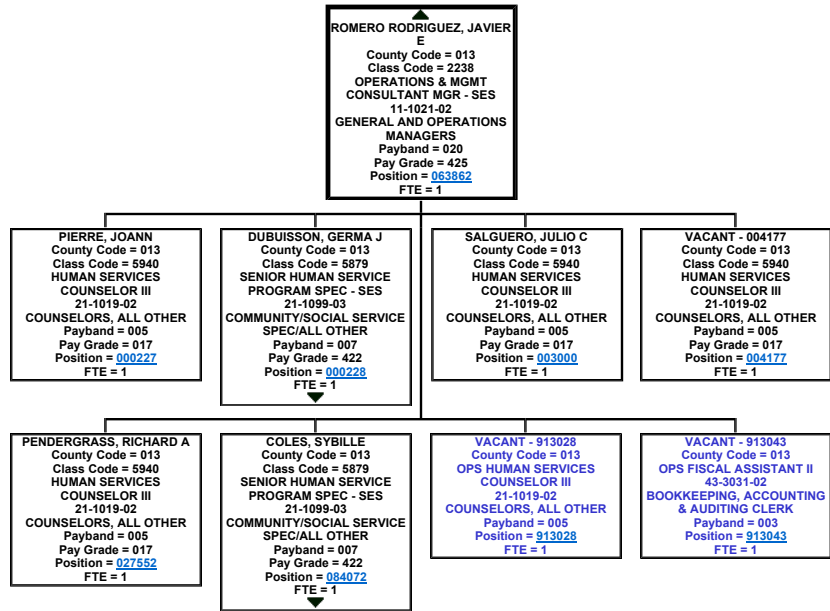 ROMERO RODRIGUEZ, JAVIER
E
County Code = 013
Class Code = 2238
OPERATIONS & MGMT
CONSULTANT MGR - SES
11-1021-02
GENERAL AND OPERATIONS
MANAGERS
Payband = 020
Pay Grade = 425
Position = 063862
FTE = 1
PIERRE, JOANN
County Code = 013
Class Code = 5940
HUMAN SERVICES
COUNSELOR III
21-1019-02
COUNSELORS, ALL OTHER
Payband = 005
Pay Grade = 017
Position = 000227
FTE = 1
DUBUISSON, GERMA J
County Code = 013
Class Code = 5879
SENIOR HUMAN SERVICE
PROGRAM SPEC - SES
21-1099-03
COMMUNITY/SOCIAL SERVICE
SPEC/ALL OTHER
Payband = 007
Pay Grade = 422
Position = 000228
FTE = 1
SALGUERO, JULIO C
County Code = 013
Class Code = 5940
HUMAN SERVICES
COUNSELOR III
21-1019-02
COUNSELORS, ALL OTHER
Payband = 005
Pay Grade = 017
Position = 003000
FTE = 1
VACANT - 004177
County Code = 013
Class Code = 5940
HUMAN SERVICES
COUNSELOR III
21-1019-02
COUNSELORS, ALL OTHER
Payband = 005
Pay Grade = 017
Position = 004177
FTE = 1
PENDERGRASS, RICHARD A
County Code = 013
Class Code = 5940
HUMAN SERVICES
COUNSELOR III
21-1019-02
COUNSELORS, ALL OTHER
Payband = 005
Pay Grade = 017
Position = 027552
FTE = 1
COLES, SYBILLE
County Code = 013
Class Code = 5879
SENIOR HUMAN SERVICE
PROGRAM SPEC - SES
21-1099-03
COMMUNITY/SOCIAL SERVICE
SPEC/ALL OTHER
Payband = 007
Pay Grade = 422
Position = 084072
FTE = 1
VACANT - 913028
County Code = 013
OPS HUMAN SERVICES
COUNSELOR III
21-1019-02
COUNSELORS, ALL OTHER
Payband = 005
Position = 913028
FTE = 1
VACANT - 913043
County Code = 013
OPS FISCAL ASSISTANT II
43-3031-02
BOOKKEEPING, ACCOUNTING
& AUDITING CLERK
Payband = 003
Position = 913043
FTE = 1